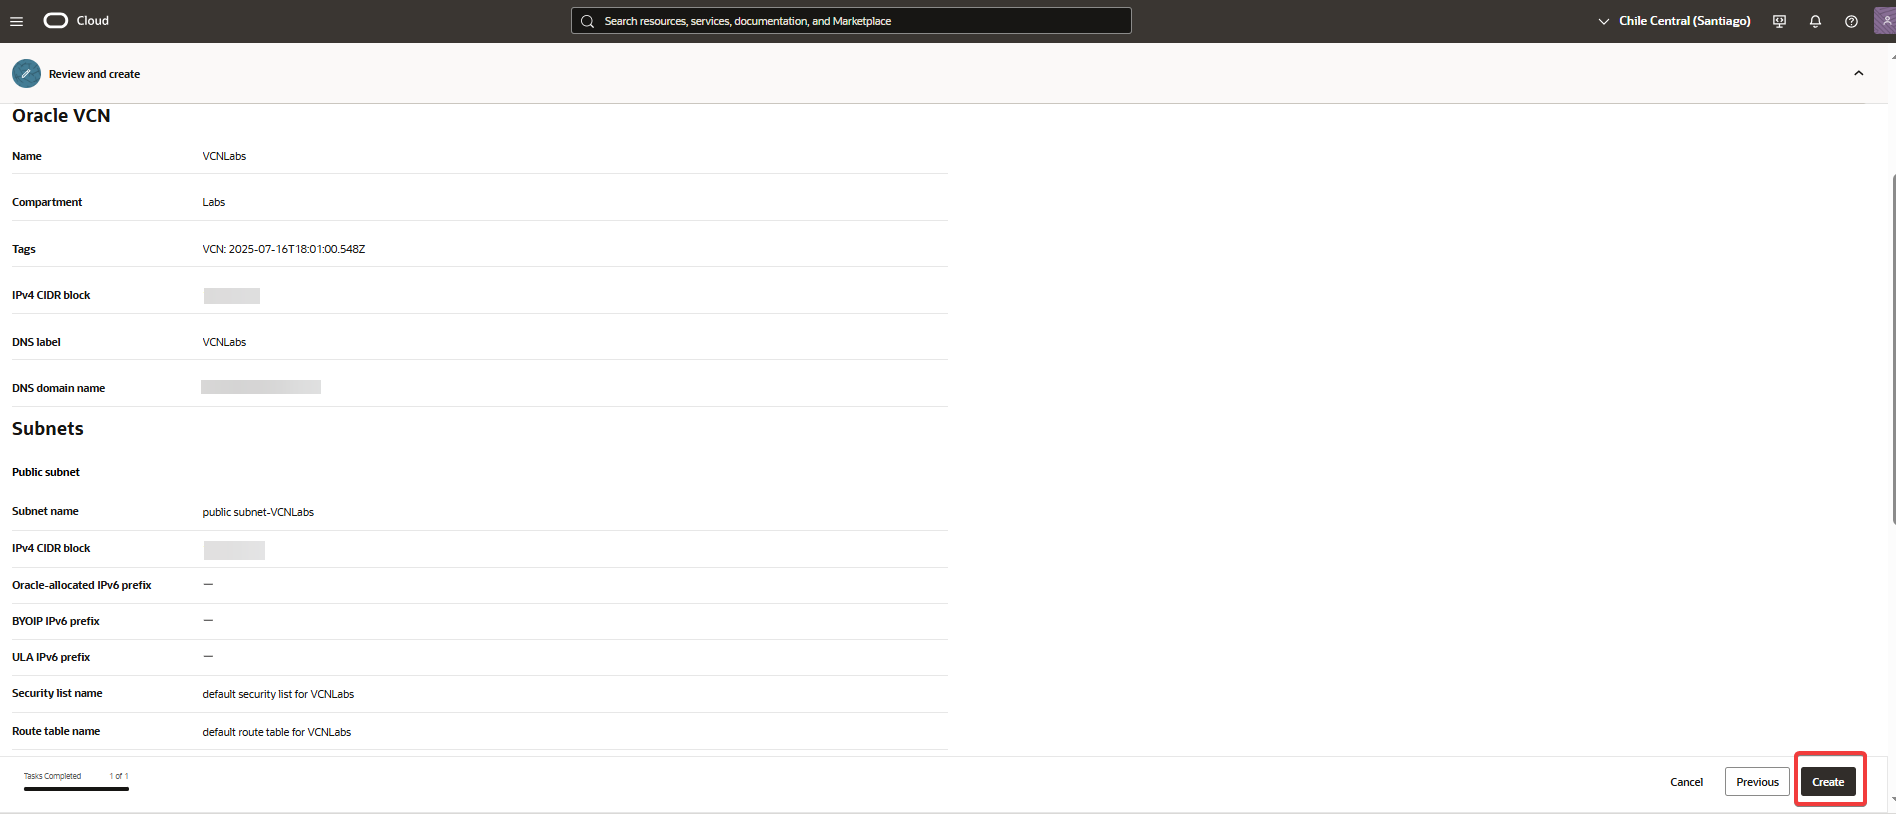 Cloud
Search resources, services, documentation, and Marketplace
Chile Central (Santiago)
Review and create
Oracle VCN
Name VCNLabs
Compartment Labs
Tags VCN: 2025-07-16T18:01:00.548Z
IPv4 CIDR block
DNS label VCNLabs
DNS domain name
Subnets
Public subnet
Subnet name public subnet-VCNLabs
IPv4 CIDR block
Oracle-allocated IPv6 prefix —
BYOIP IPv6 prefix —
ULA IPv6 prefix —
Security list name default security list for VCNLabs
Route table name default route table for VCNLabs
Tasks Completed 1 of 1
Cancel Previous Create